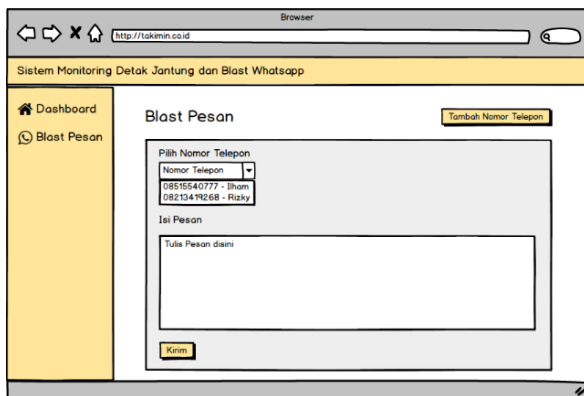 Browser
http://takimin.co.id
Sistem Monitoring Detak Jantung dan Blast Whatsapp
Dashboard
Blast Pesan
Blast Pesan
Tambah Nomor Telepon
Pilih Nomor Telepon
Nomor Telepon
08515540777 - Ilham
08213419268 - Rizky
Isi Pesan
Tulis Pesan disini
Kirim